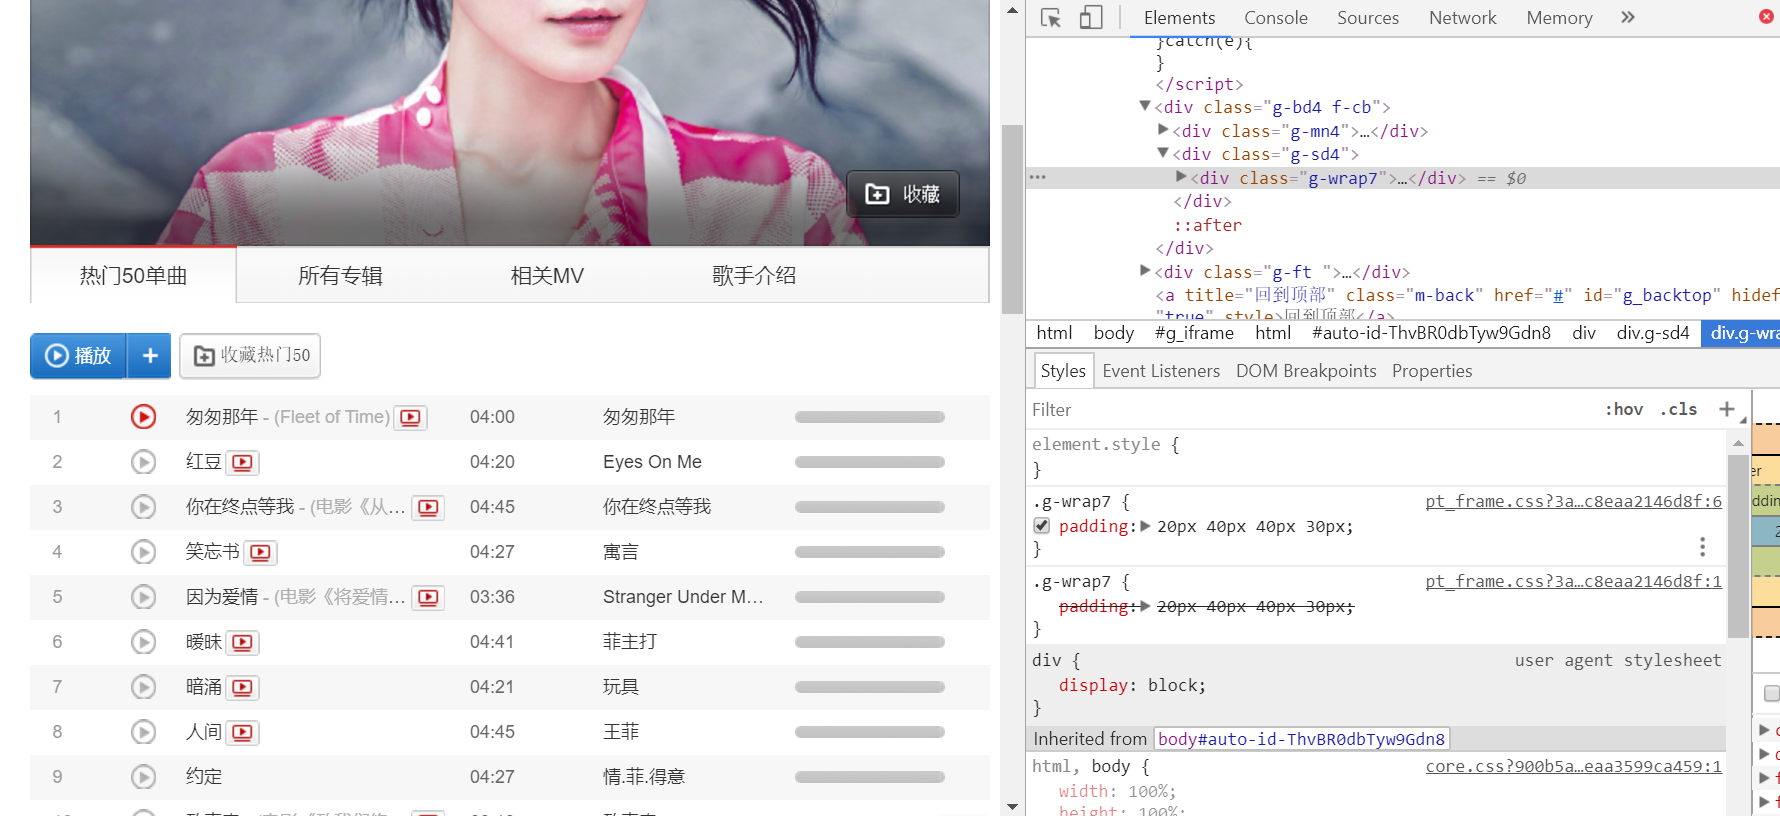 收藏
热门50单曲 所有专辑 相关MV 歌手介绍
播放 + 收藏热门50
1 匆匆那年 - (Fleet of Time) 04:00 匆匆那年
2 红豆 04:20 Eyes On Me
3 你在终点等我 - (电影《从... 04:45 你在终点等我
4 笑忘书 04:27 寓言
5 因为爱情 - (电影《将爱情... 03:36 Stranger Under M...
6 暧昧 04:41 菲主打
7 暗涌 04:21 玩具
8 人间 04:45 王菲
9 约定 04:27 情.菲.得意
Elements Console Sources Network Memory »
}catch(e){
}
</script>
▼<div class="g-bd4 f-cb">
▶<div class="g-mn4">…</div>
▼<div class="g-sd4">
… ▶<div class="g-wrap7">…</div> == $0
</div>
::after
</div>
▶<div class="g-ft ">…</div>
<a title="回到顶部" class="m-back" href="#" id="g_backtop" hidef
"true" style>回到顶部</a>
html body #g_iframe html #auto-id-ThvBR0dbTyw9Gdn8 div div.g-sd4 div.g-wra
Styles Event Listeners DOM Breakpoints Properties
Filter :hov .cls +
element.style {
}
.g-wrap7 { pt_frame.css?3a…c8eaa2146d8f:6
padding:▶20px 40px 40px 30px;
}
.g-wrap7 { pt_frame.css?3a…c8eaa2146d8f:1
padding:▶20px 40px 40px 30px;
}
div { user agent stylesheet
display: block;
}
Inherited from body#auto-id-ThvBR0dbTyw9Gdn8
html, body { core.css?900b5a…eaa3599ca459:1
width: 100%;
height: 100%;